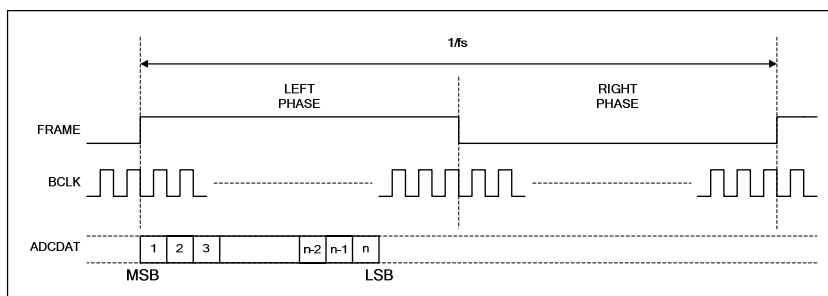 1/fs
LEFT
PHASE
RIGHT
PHASE
FRAME
BCLK
ADCDAT
1 2 3 n-2 n-1 n
MSB LSB